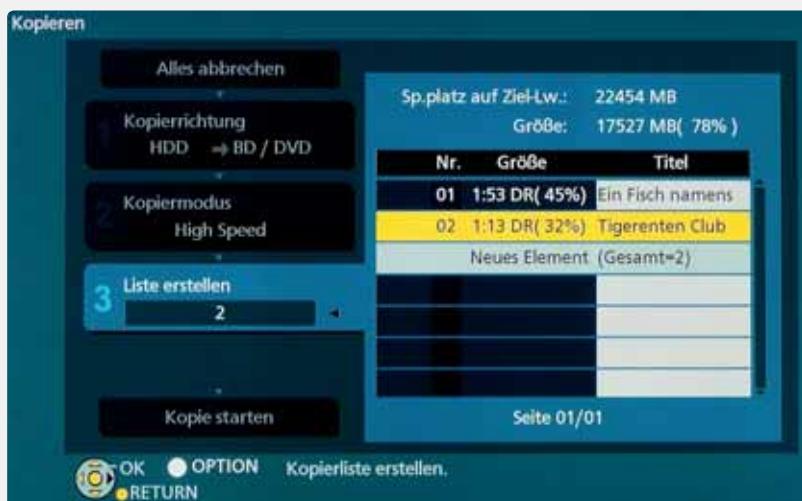 Kopieren
Alles abbrechen
1 Kopierrichtung
HDD ⇒ BD / DVD
2 Kopiermodus
High Speed
3 Liste erstellen
2
Kopie starten
Sp.platz auf Ziel-Lw.: 22454 MB
Größe: 17527 MB( 78% )
Nr. Größe Titel
01 1:53 DR( 45%) Ein Fisch namens
02 1:13 DR( 32%) Tigerenten Club
Neues Element (Gesamt=2)
Seite 01/01
OK OPTION Kopierliste erstellen.
RETURN